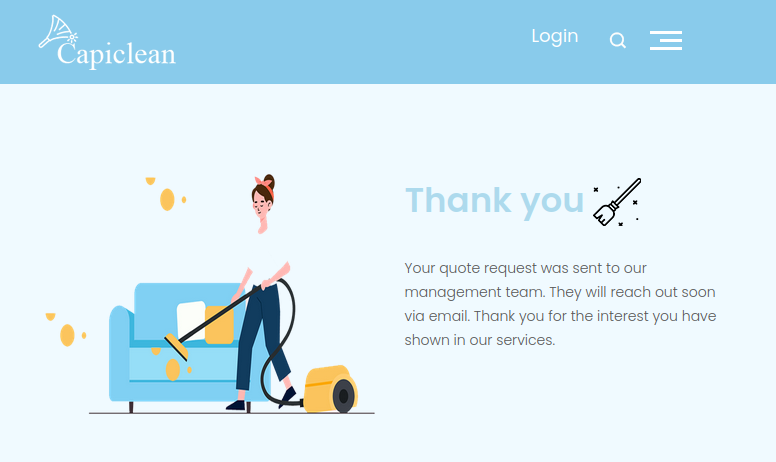 Capiclean
Login
Thank you
Your quote request was sent to our
management team. They will reach out soon
via email. Thank you for the interest you have
shown in our services.